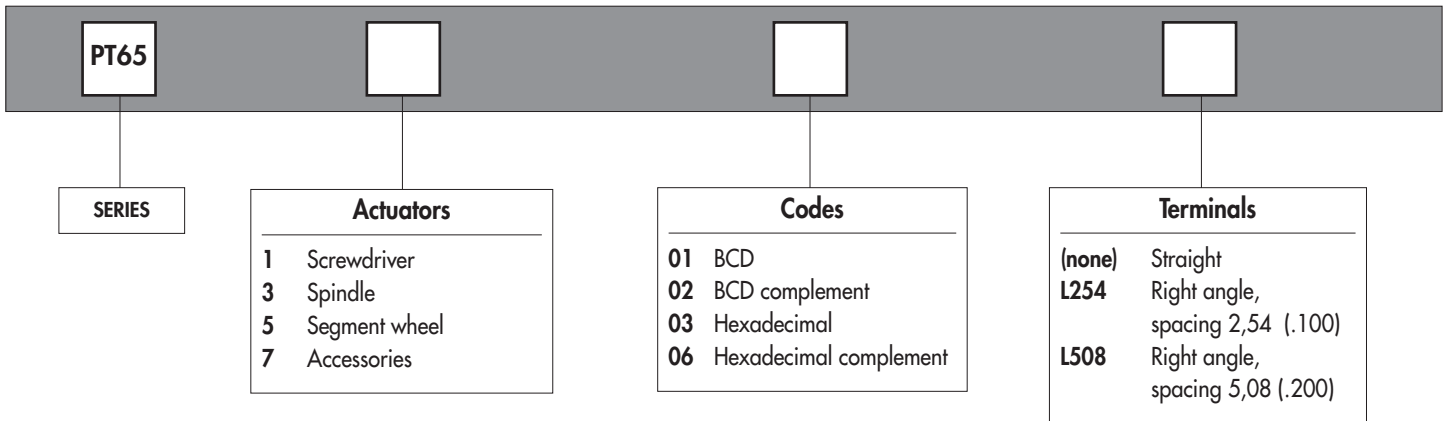 PT65
SERIES
Actuators
1 Screwdriver
3 Spindle
5 Segment wheel
7 Accessories
Codes
01 BCD
02 BCD complement
03 Hexadecimal
06 Hexadecimal complement
Terminals
(none) Straight
L254 Right angle,
spacing 2,54 (.100)
L508 Right angle,
spacing 5,08 (.200)